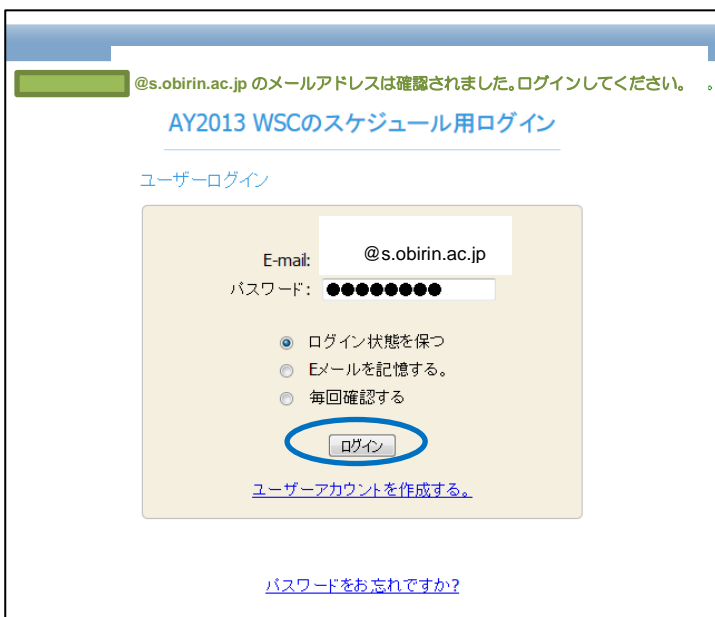 @s.obirin.ac.jp のメールアドレスは確認されました。ログインしてください。 。
AY2013 WSCのスケジュール用ログイン
ユーザーログイン
E-mail: @s.obirin.ac.jp
パスワード: ●●●●●●●●
ログイン状態を保つ
Eメールを記憶する。
毎回確認する
ログイン
ユーザーアカウントを作成する。
パスワードをお忘れですか?